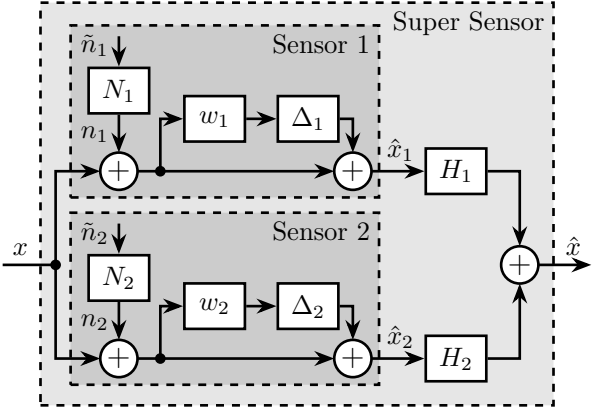 Super Sensor
Sensor 1
ñ₁
N₁
n₁
w₁
Δ₁
+
+
x̂₁
H₁
x
Sensor 2
ñ₂
N₂
n₂
w₂
Δ₂
+
+
x̂₂
H₂
+
x̂